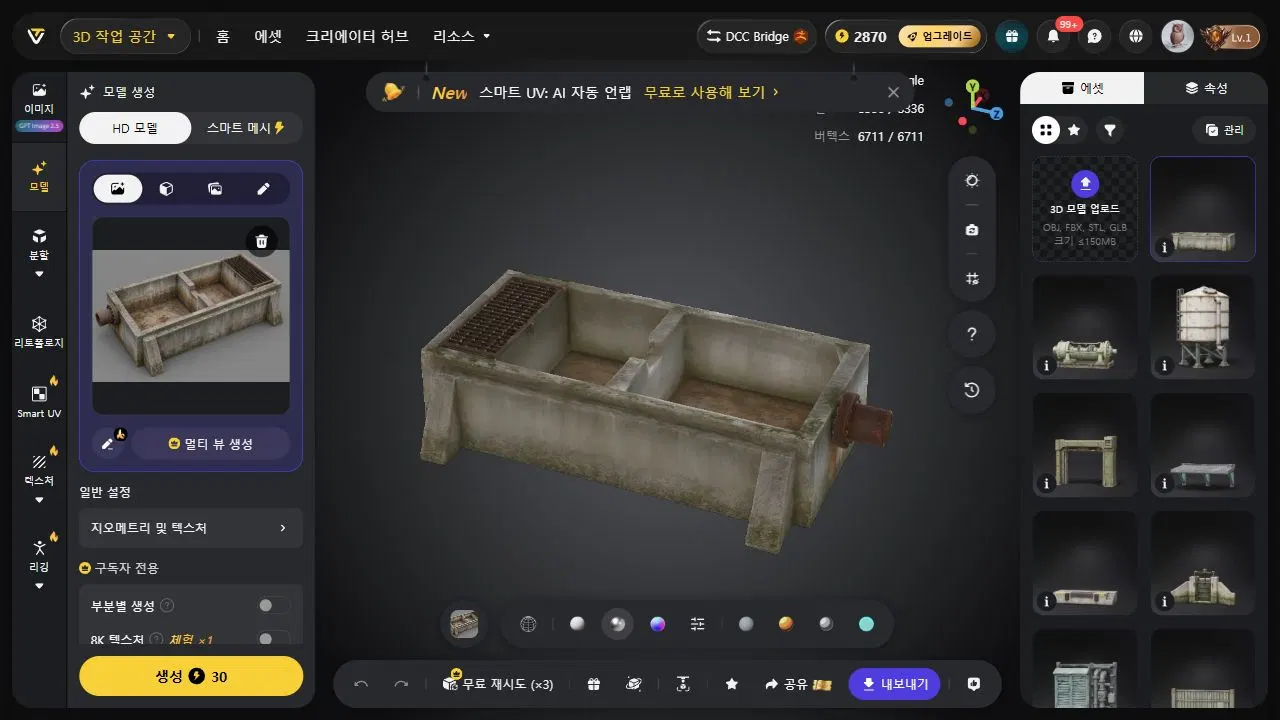 3D 작업 공간
홈
에셋
크리에이터 허브
리소스
DCC Bridge
2870
업그레이드
99+
Lv.1
이미지
GPT Image 2.5
모델
분할
리토폴로지
Smart UV
텍스처
리깅
모델 생성
HD 모델
스마트 메시
멀티 뷰 생성
일반 설정
지오메트리 및 텍스처
구독자 전용
부분별 생성
8K 텍스처 체험 ×1
생성 30
New 스마트 UV: AI 자동 언랩 무료로 사용해 보기
버텍스 6711 / 6711
Y
Z
?
무료 재시도 (×3)
공유
내보내기
에셋
속성
관리
3D 모델 업로드
OBJ, FBX, STL, GLB
크기 ≤150MB